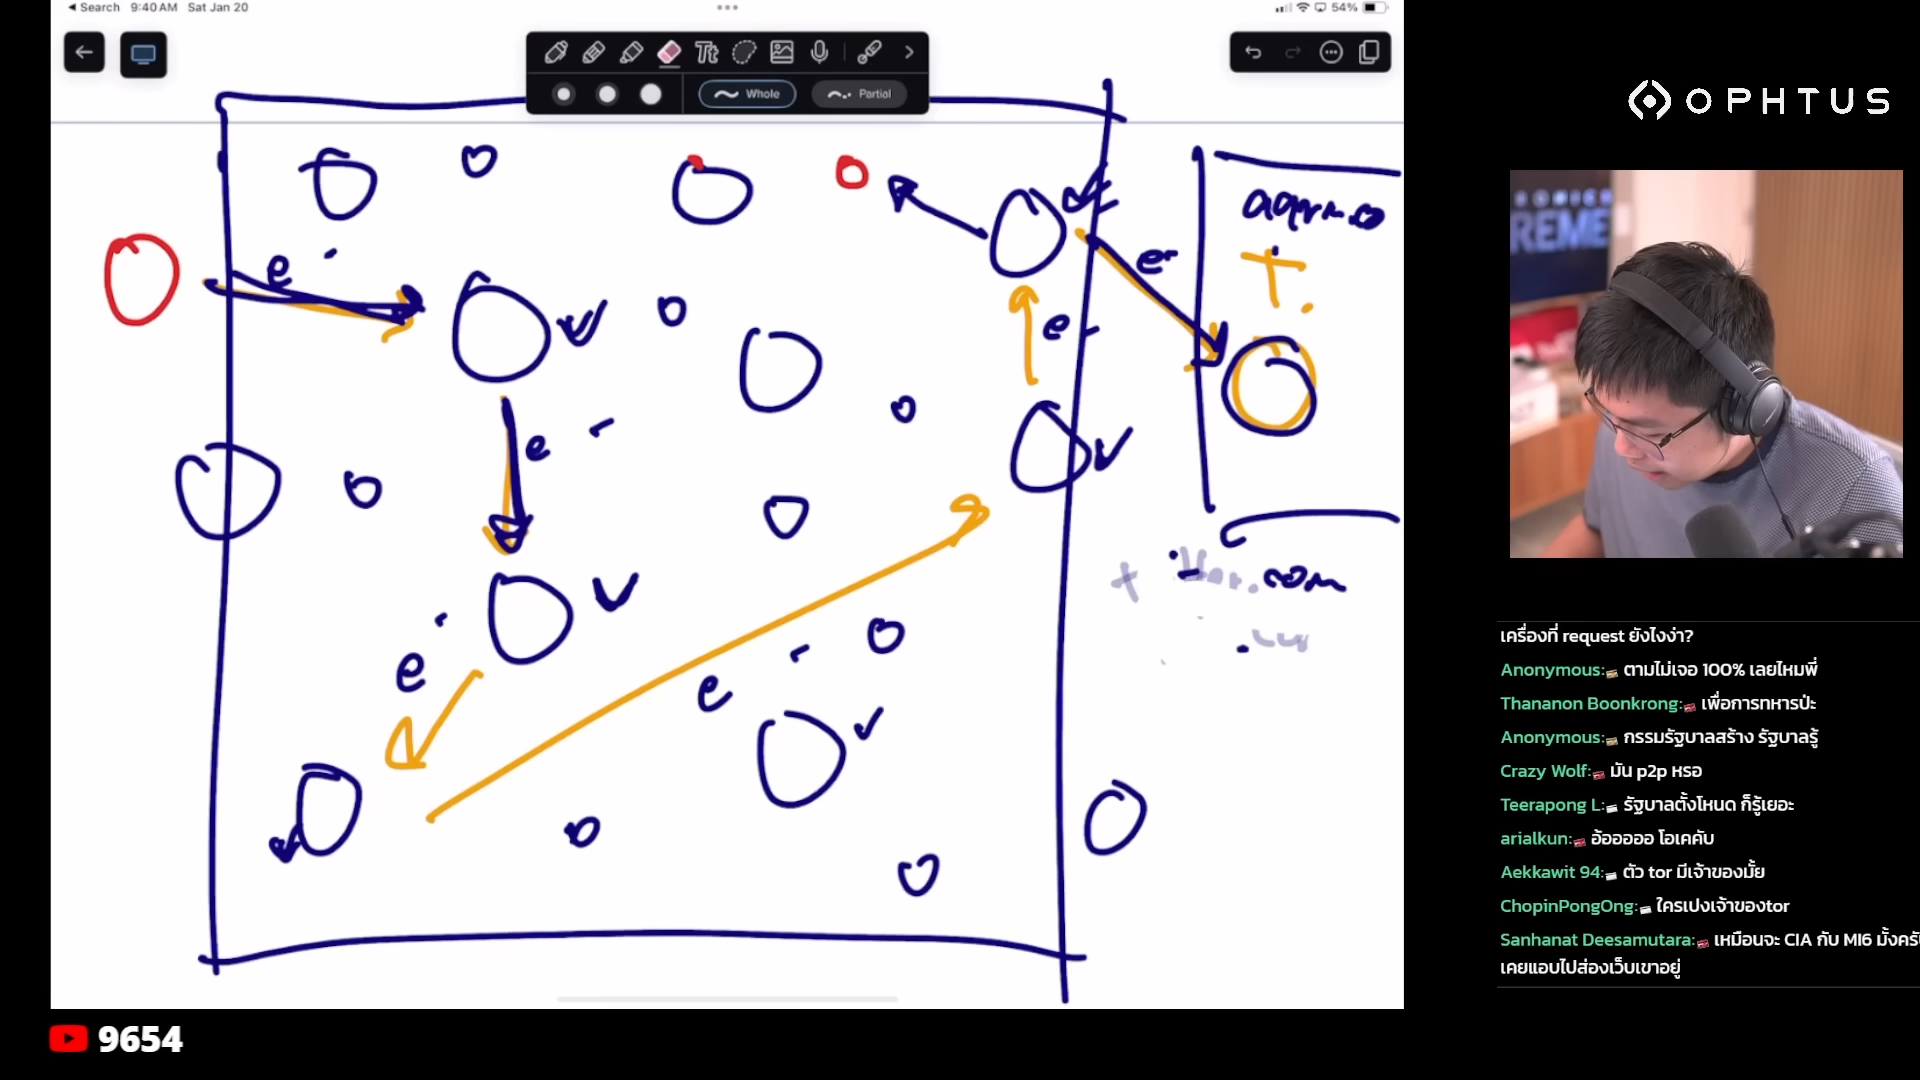 Search 9:40 AM Sat Jan 20
54%
Tt
Whole
Partial
OPHTUS
e
e
e
e
e
e
.com
เครื่องที่ request ยังไงง่า?
Anonymous: ตามไม่เจอ 100% เลยไหมพี่
Thananon Boonkrong: เพื่อการทหารป่ะ
Anonymous: กรรมรัฐบาลสร้าง รัฐบาลรู้
Crazy Wolf: มัน p2p หรอ
Teerapong L: รัฐบาลตั้งโหนด ก็รู้เยอะ
arialkun: อ้อออออ โอเคคับ
Aekkawit 94: ตัว tor มีเจ้าของมั้ย
ChopinPongOng: ใครเปงเจ้าของtor
Sanhanat Deesamutara: เหมือนจะ CIA กับ MI6 มั้งครับ
เคยแอบไปส่องเว็บเขาอยู่
9654